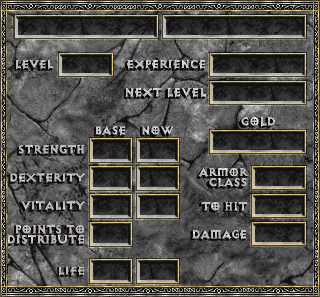 LEVEL EXPERIENCE
NEXT LEVEL
BASE NOW GOLD
STRENGTH
DEXTERITY ARMOR CLASS
VITALITY TO HIT
POINTS TO DISTRIBUTE DAMAGE
LIFE